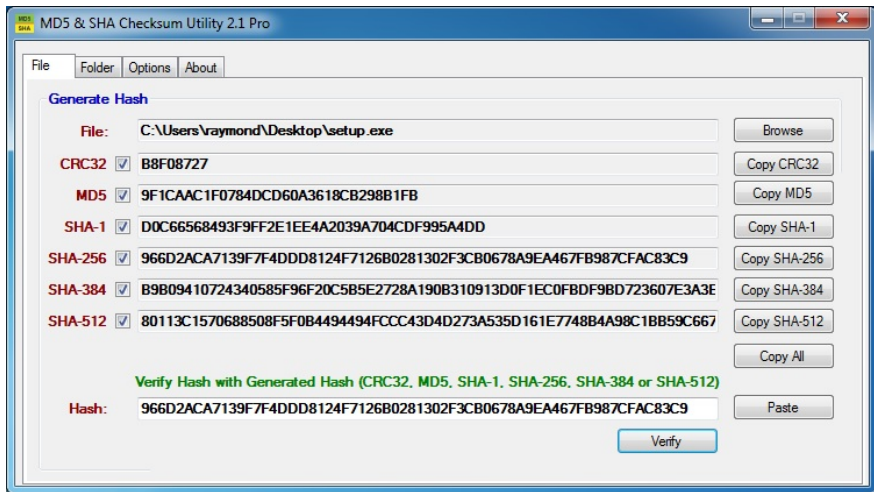 MD5 SHA MD5 & SHA Checksum Utility 2.1 Pro
File Folder Options About
Generate Hash
File: C:\Users\raymond\Desktop\setup.exe Browse
CRC32 B8F08727 Copy CRC32
MD5 9F1CAAC1F0784DCD60A3618CB298B1FB Copy MD5
SHA-1 D0C66568493F9FF2E1EE4A2039A704CDF995A4DD Copy SHA-1
SHA-256 966D2ACA7139F7F4DDD8124F7126B0281302F3CB0678A9EA467FB987CFAC83C9 Copy SHA-256
SHA-384 B9B09410724340585F96F20C5B5E2728A190B310913D0F1EC0FBDF9BD723607E3A3E Copy SHA-384
SHA-512 80113C1570688508F5F0B4494494FCCC43D4D273A535D161E7748B4A98C1BB59C667 Copy SHA-512
Copy All
Verify Hash with Generated Hash (CRC32, MD5, SHA-1, SHA-256, SHA-384 or SHA-512)
Hash: 966D2ACA7139F7F4DDD8124F7126B0281302F3CB0678A9EA467FB987CFAC83C9 Paste
Verify